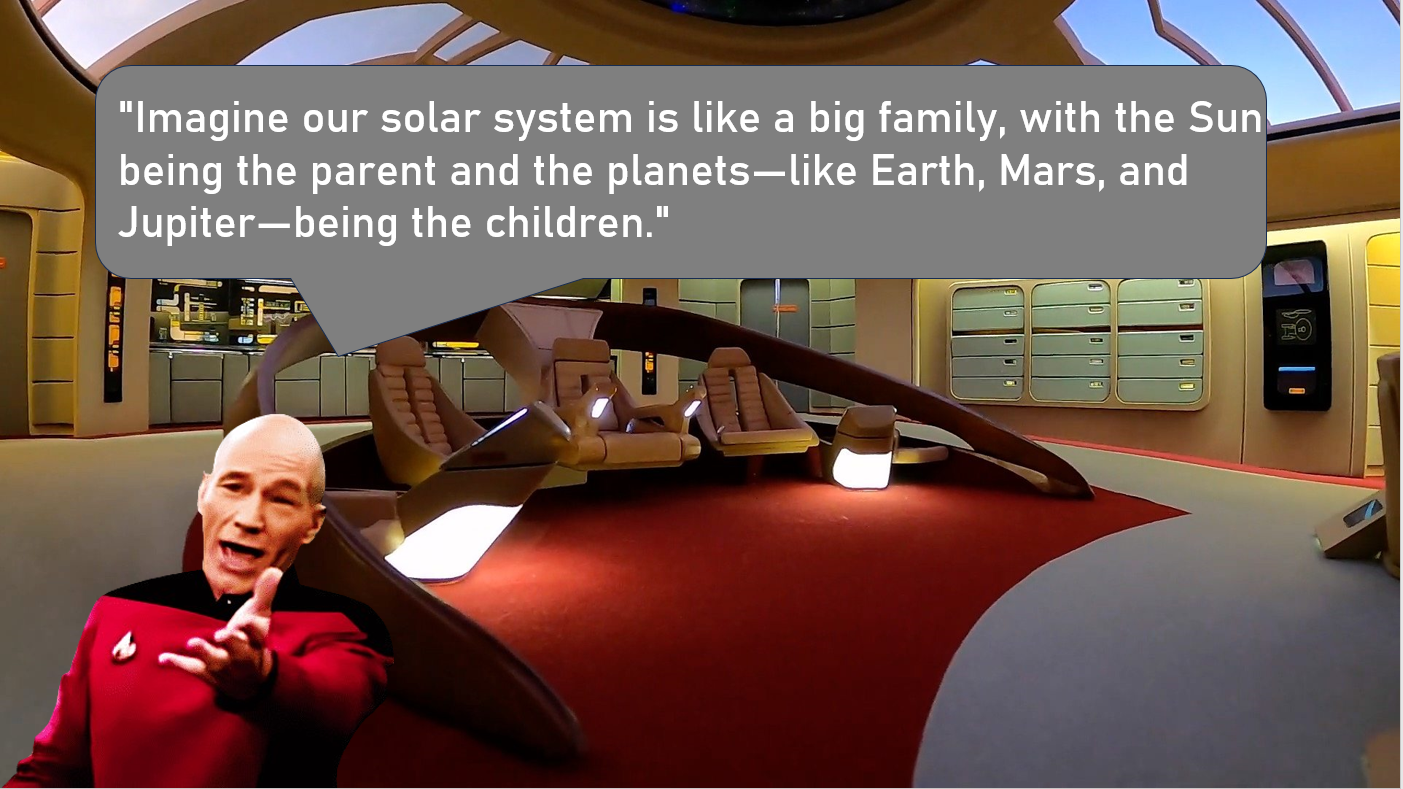 "Imagine our solar system is like a big family, with the Sun
being the parent and the planets—like Earth, Mars, and
Jupiter—being the children."